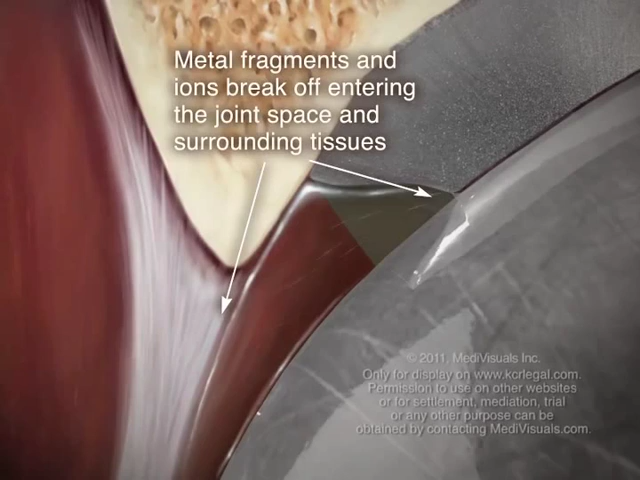 Metal fragments and
ions break off entering
the joint space and
surrounding tissues
© 2011, MediVisuals Inc.
Only for display on www.kcrlegal.com.
Permission to use on other websites
or for settlement, mediation, trial
or any other purpose can be
obtained by contacting MediVisuals.com.